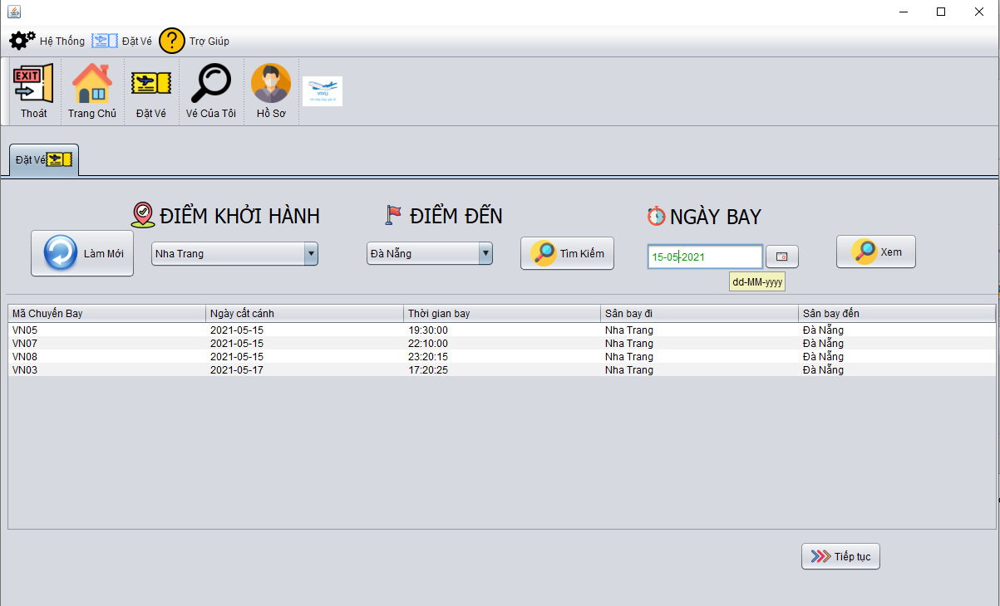 Hệ Thống Đặt Vé ? Trợ Giúp
EXIT
Thoát Trang Chủ Đặt Vé Vé Của Tôi Hồ Sơ
VIVU
Đặt Vé
ĐIỂM KHỞI HÀNH ĐIỂM ĐẾN NGÀY BAY
Làm Mới Nha Trang Đà Nẵng Tìm Kiếm 15-05-2021 Xem
dd-MM-yyyy
Mã Chuyến Bay Ngày cất cánh Thời gian bay Sân bay đi Sân bay đến
VN05 2021-05-15 19:30:00 Nha Trang Đà Nẵng
VN07 2021-05-15 22:10:00 Nha Trang Đà Nẵng
VN08 2021-05-15 23:20:15 Nha Trang Đà Nẵng
VN03 2021-05-17 17:20:25 Nha Trang Đà Nẵng
Tiếp tục